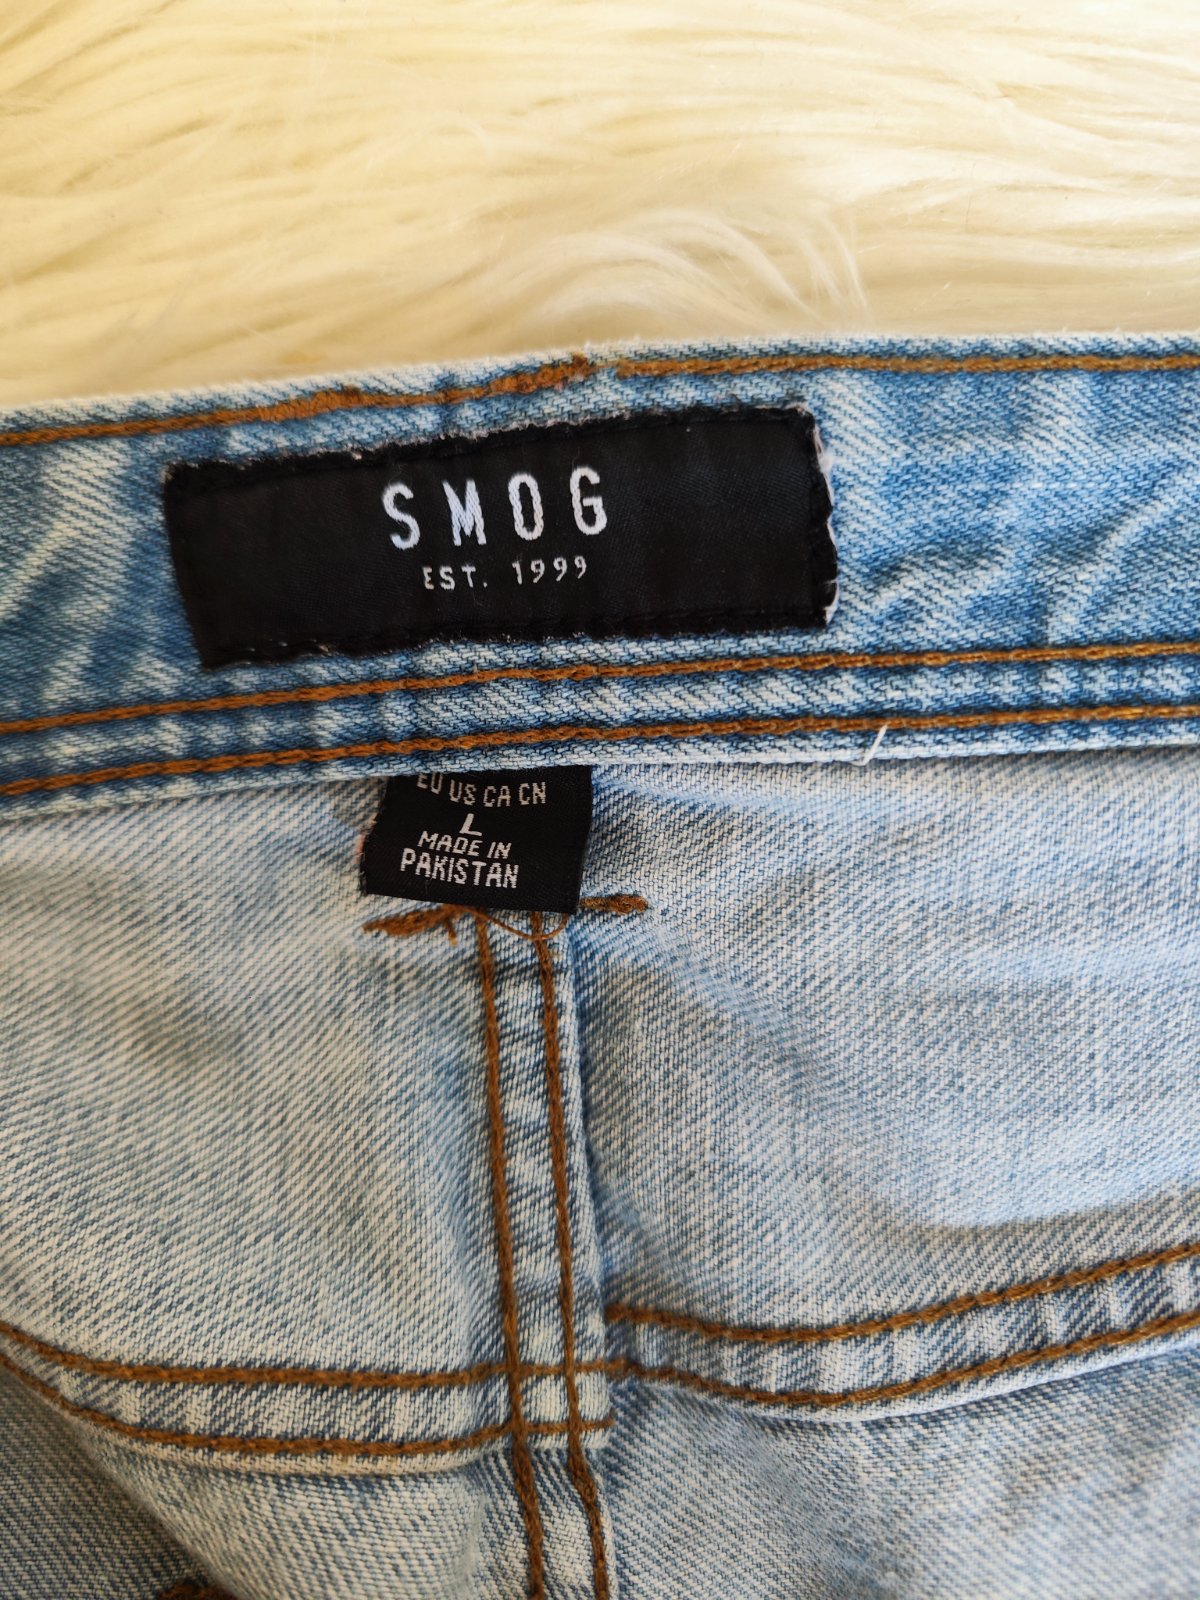 SMOG
EST. 1999
EU US CA CN
L
MADE IN
PAKISTAN